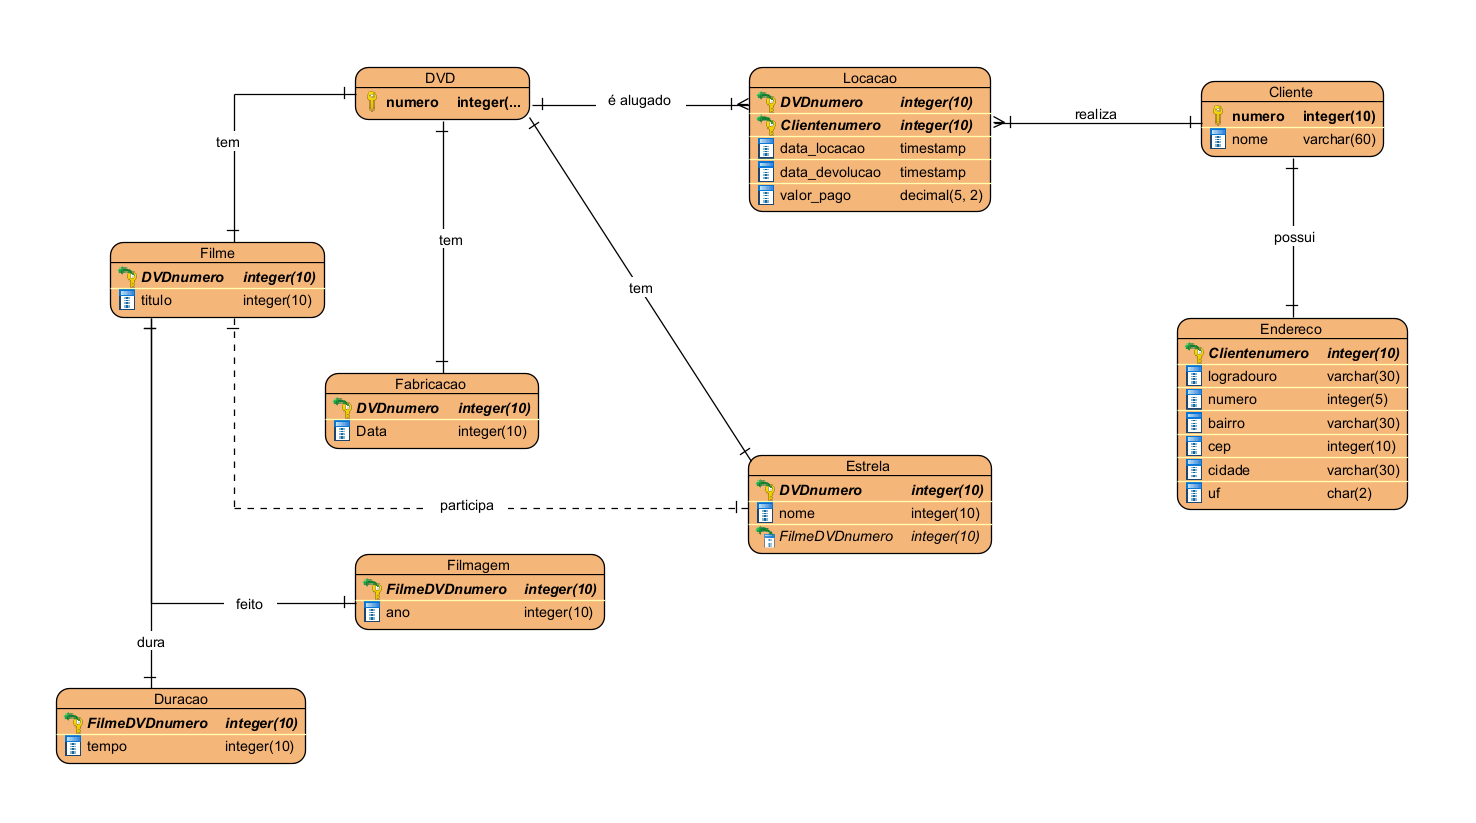 DVD
numero integer(...
é alugado
Locacao
DVDnumero integer(10)
Clientenumero integer(10)
data_locacao timestamp
data_devolucao timestamp
valor_pago decimal(5, 2)
realiza
Cliente
numero integer(10)
nome varchar(60)
tem
tem
tem
possui
Filme
DVDnumero integer(10)
titulo integer(10)
Fabricacao
DVDnumero integer(10)
Data integer(10)
Endereco
Clientenumero integer(10)
logradouro varchar(30)
numero integer(5)
bairro varchar(30)
cep integer(10)
cidade varchar(30)
uf char(2)
participa
Estrela
DVDnumero integer(10)
nome integer(10)
FilmeDVDnumero integer(10)
Filmagem
FilmeDVDnumero integer(10)
ano integer(10)
feito
dura
Duracao
FilmeDVDnumero integer(10)
tempo integer(10)